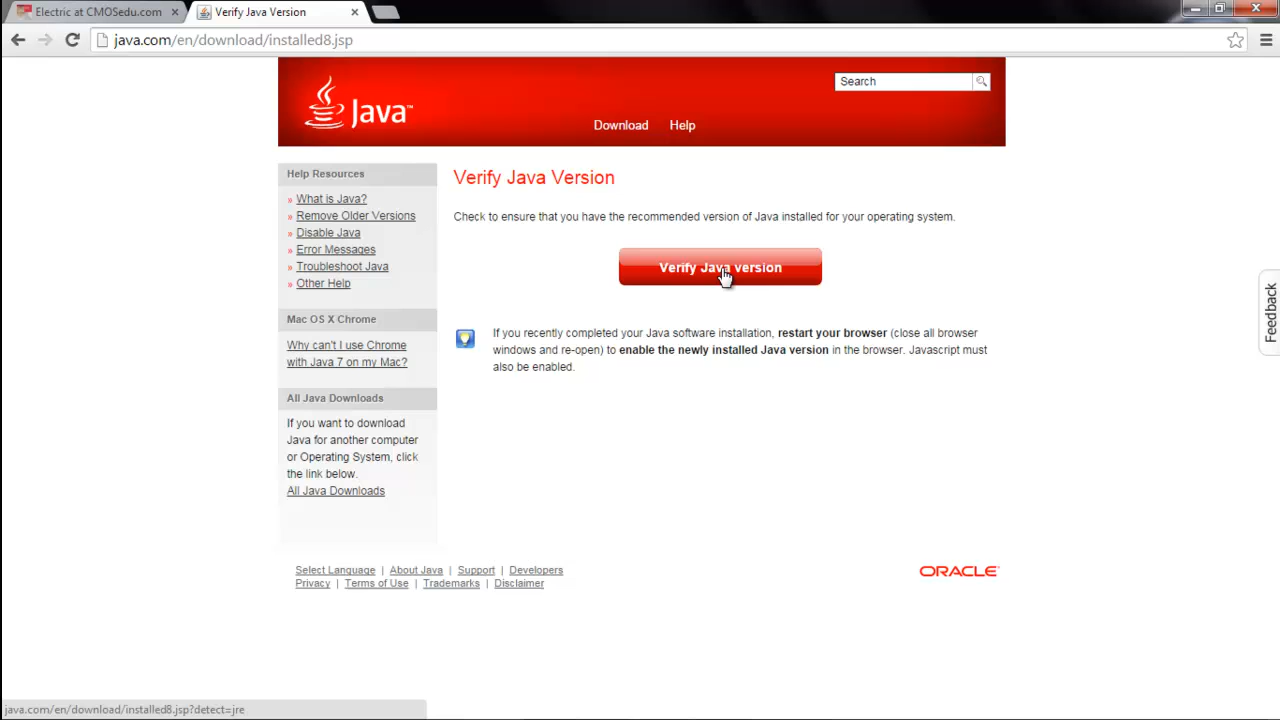 Electric at CMOSedu.com
Verify Java Version
java.com/en/download/installed8.jsp
Java™
Search
Download
Help
Help Resources
» What is Java?
» Remove Older Versions
» Disable Java
» Error Messages
» Troubleshoot Java
» Other Help
Mac OS X Chrome
Why can't I use Chrome
with Java 7 on my Mac?
All Java Downloads
If you want to download
Java for another computer
or Operating System, click
the link below.
All Java Downloads
Verify Java Version
Check to ensure that you have the recommended version of Java installed for your operating system.
Verify Java version
If you recently completed your Java software installation, restart your browser (close all browser
windows and re-open) to enable the newly installed Java version in the browser. Javascript must
also be enabled.
Feedback
Select Language | About Java | Support | Developers
Privacy | Terms of Use | Trademarks | Disclaimer
ORACLE
java.com/en/download/installed8.jsp?detect=jre